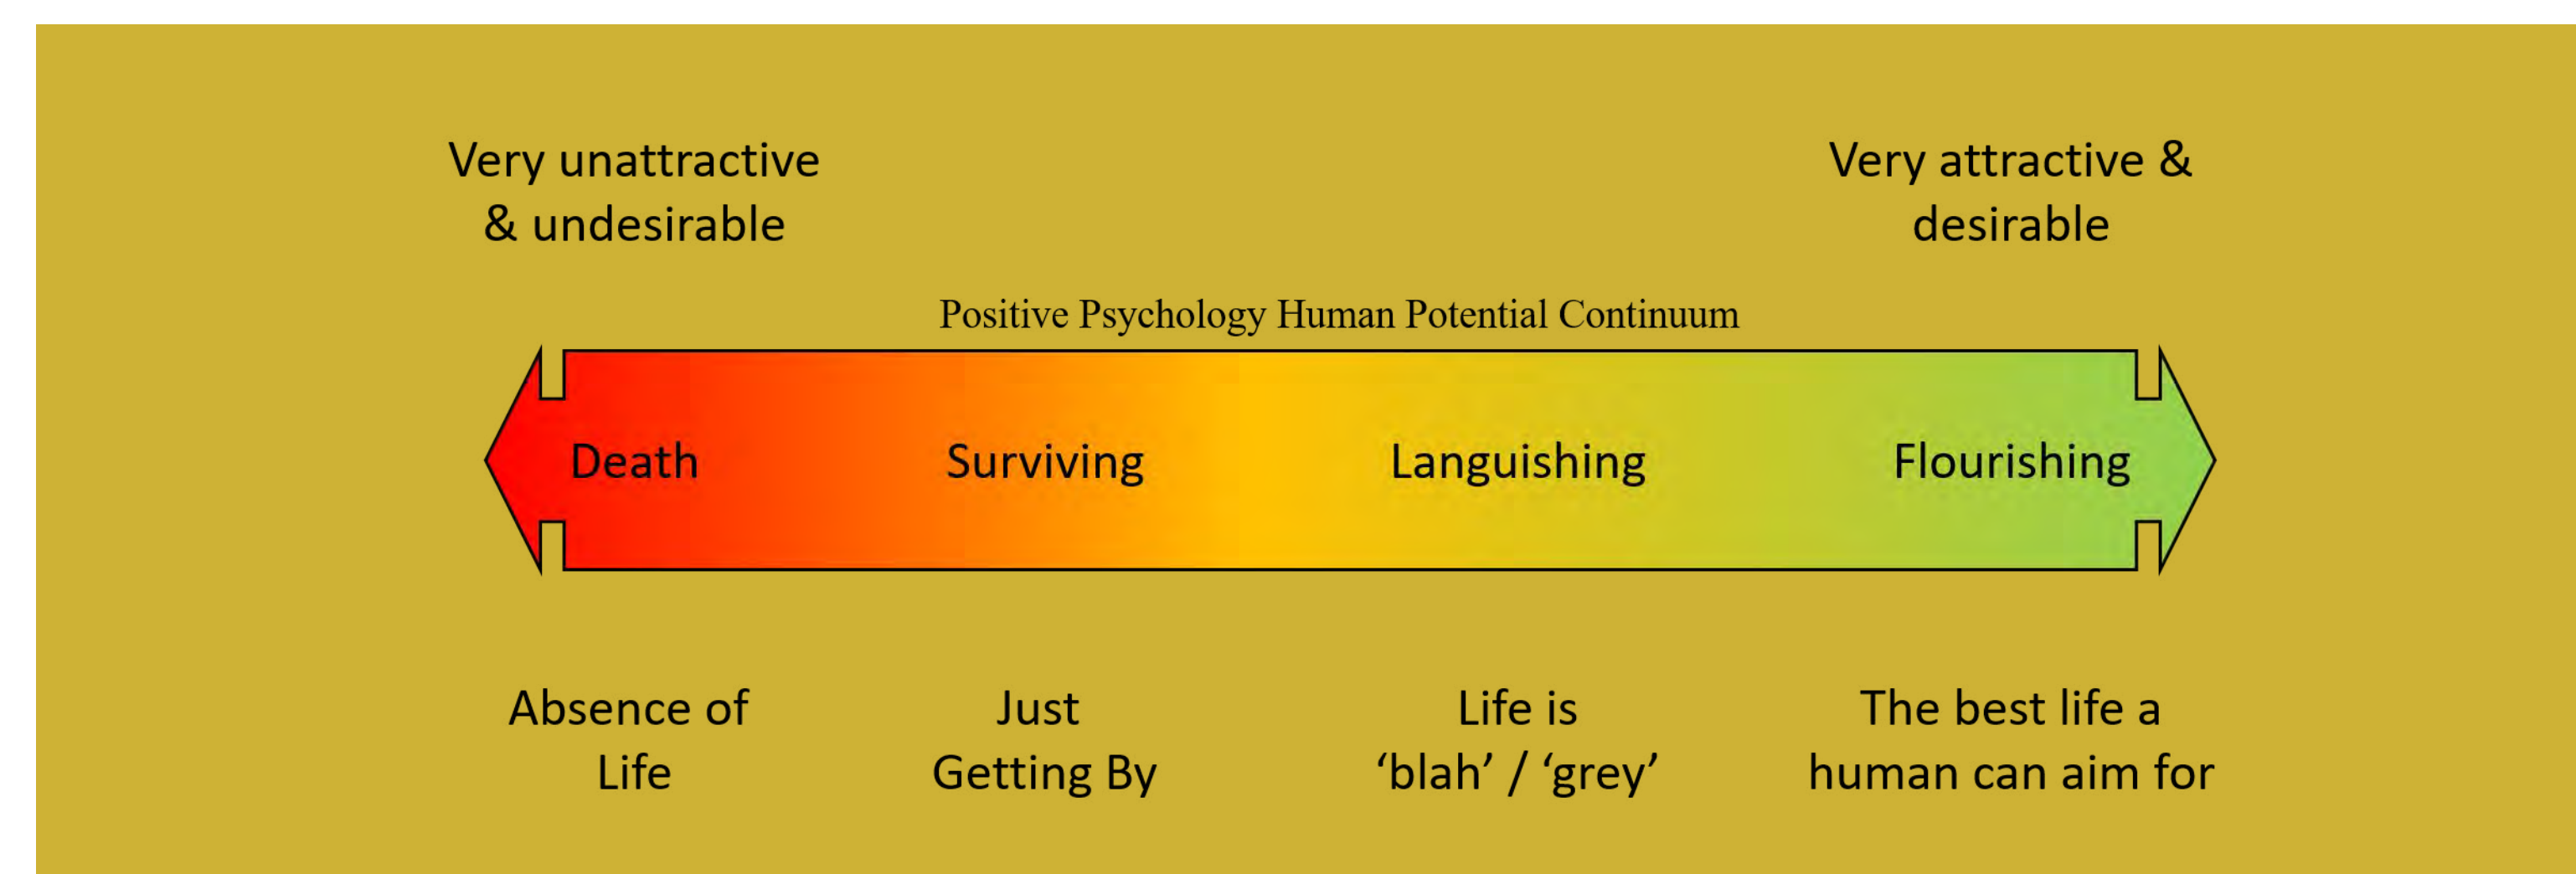 Very unattractive
& undesirable
Very attractive &
desirable
Positive Psychology Human Potential Continuum
Death
Surviving
Languishing
Flourishing
Absence of
Life
Just
Getting By
Life is
‘blah’ / ‘grey’
The best life a
human can aim for